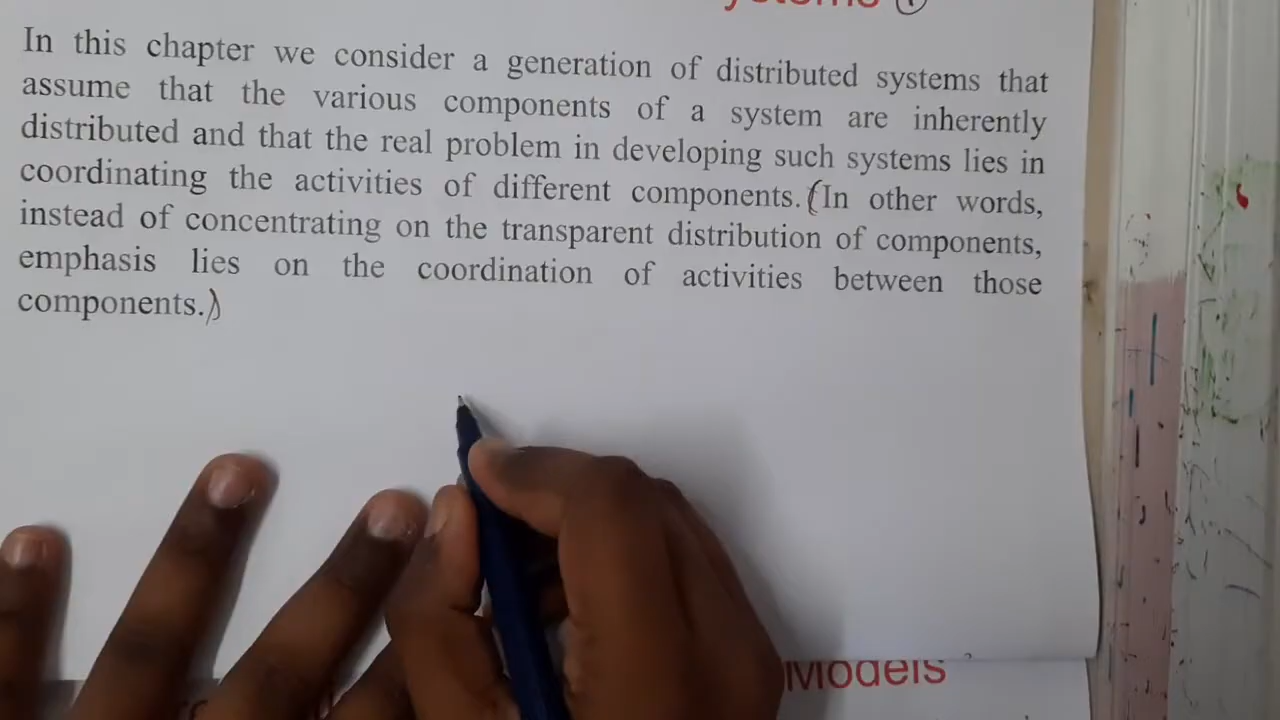 ystems 1
In this chapter we consider a generation of distributed systems that
assume that the various components of a system are inherently
distributed and that the real problem in developing such systems lies in
coordinating the activities of different components. (In other words,
instead of concentrating on the transparent distribution of components,
emphasis lies on the coordination of activities between those
components.)
Models